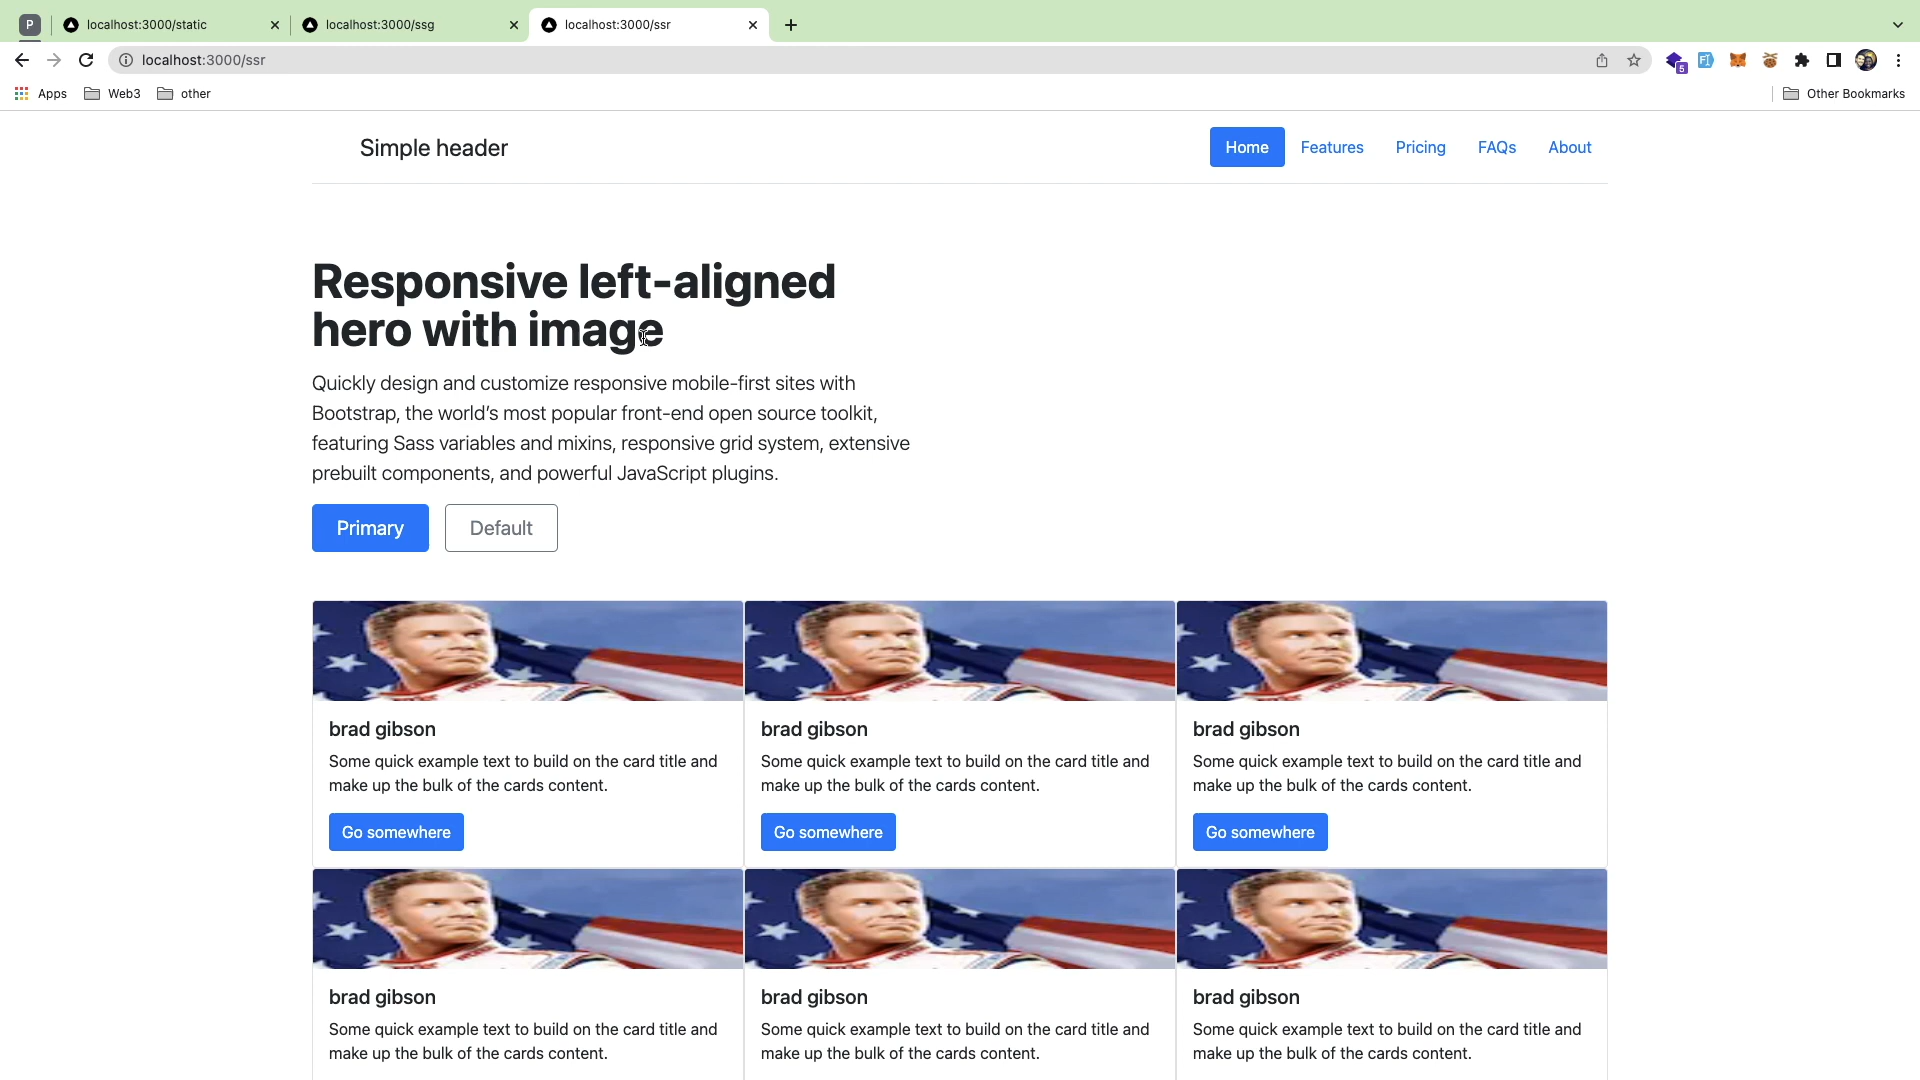 P
localhost:3000/static
localhost:3000/ssg
localhost:3000/ssr
localhost:3000/ssr
5
Apps
Web3
other
Other Bookmarks
Simple header
Home
Features
Pricing
FAQs
About
Responsive left-aligned
hero with image
Quickly design and customize responsive mobile-first sites with
Bootstrap, the world's most popular front-end open source toolkit,
featuring Sass variables and mixins, responsive grid system, extensive
prebuilt components, and powerful JavaScript plugins.
Primary
Default
brad gibson
Some quick example text to build on the card title and
make up the bulk of the cards content.
Go somewhere
brad gibson
Some quick example text to build on the card title and
make up the bulk of the cards content.
Go somewhere
brad gibson
Some quick example text to build on the card title and
make up the bulk of the cards content.
Go somewhere
brad gibson
Some quick example text to build on the card title and
make up the bulk of the cards content.
brad gibson
Some quick example text to build on the card title and
make up the bulk of the cards content.
brad gibson
Some quick example text to build on the card title and
make up the bulk of the cards content.